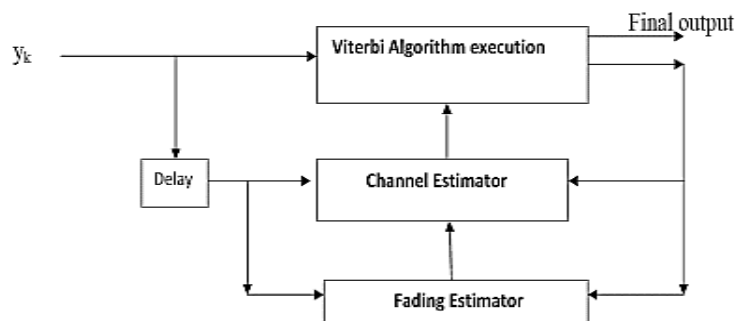 Final output
Viterbi Algorithm execution
yk
Delay
Channel Estimator
Fading Estimator